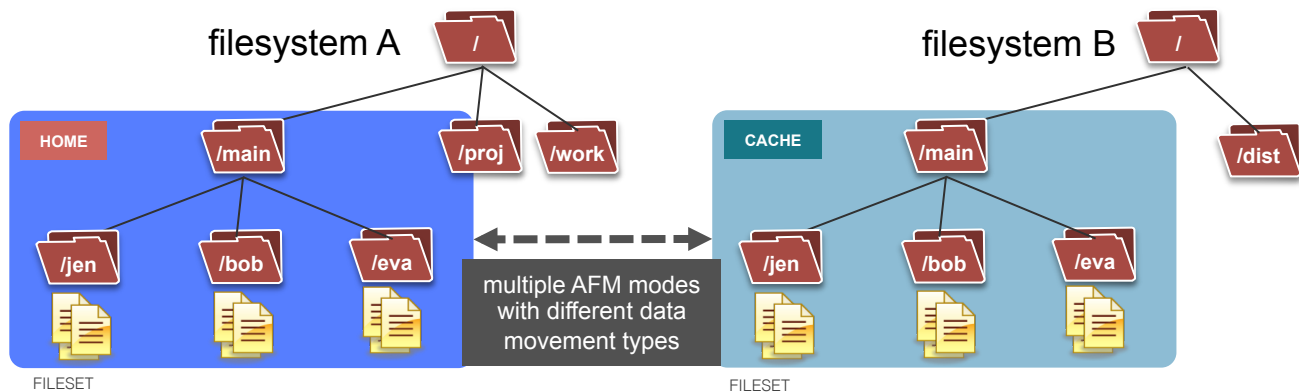 filesystem A
/
filesystem B
/
HOME
/main
/proj
/work
CACHE
/main
/dist
/jen
/bob
/eva
multiple AFM modes
with different data
movement types
/jen
/bob
/eva
FILESET
FILESET